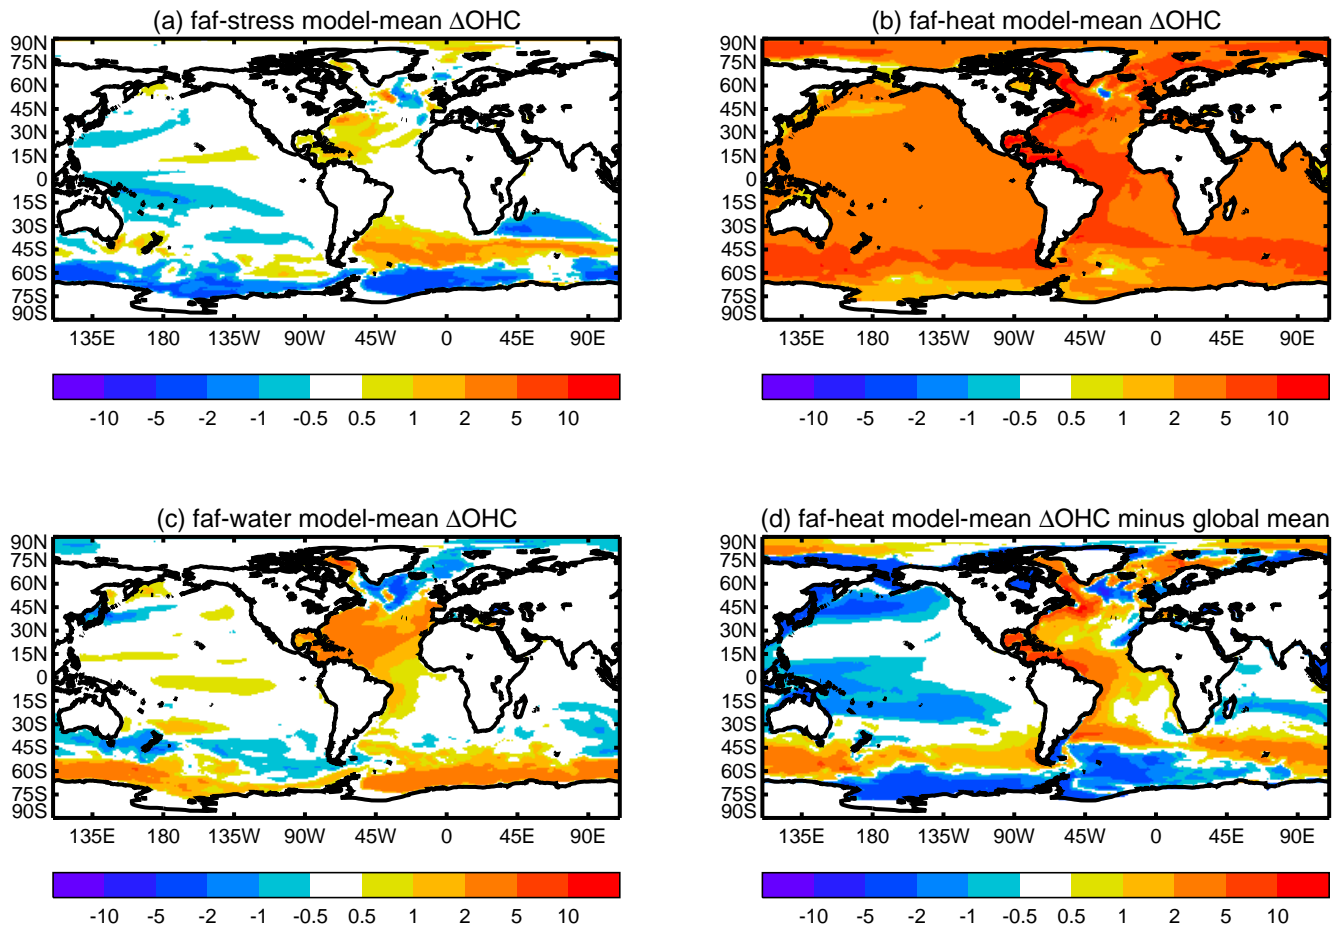 (a) faf-stress model-mean ΔOHC
90N
75N
60N
45N
30N
15N
0
15S
30S
45S
60S
75S
90S
135E 180 135W 90W 45W 0 45E 90E
-10 -5 -2 -1 -0.5 0.5 1 2 5 10
(b) faf-heat model-mean ΔOHC
90N
75N
60N
45N
30N
15N
0
15S
30S
45S
60S
75S
90S
135E 180 135W 90W 45W 0 45E 90E
-10 -5 -2 -1 -0.5 0.5 1 2 5 10
(c) faf-water model-mean ΔOHC
90N
75N
60N
45N
30N
15N
0
15S
30S
45S
60S
75S
90S
135E 180 135W 90W 45W 0 45E 90E
-10 -5 -2 -1 -0.5 0.5 1 2 5 10
(d) faf-heat model-mean ΔOHC minus global mean
90N
75N
60N
45N
30N
15N
0
15S
30S
45S
60S
75S
90S
135E 180 135W 90W 45W 0 45E 90E
-10 -5 -2 -1 -0.5 0.5 1 2 5 10